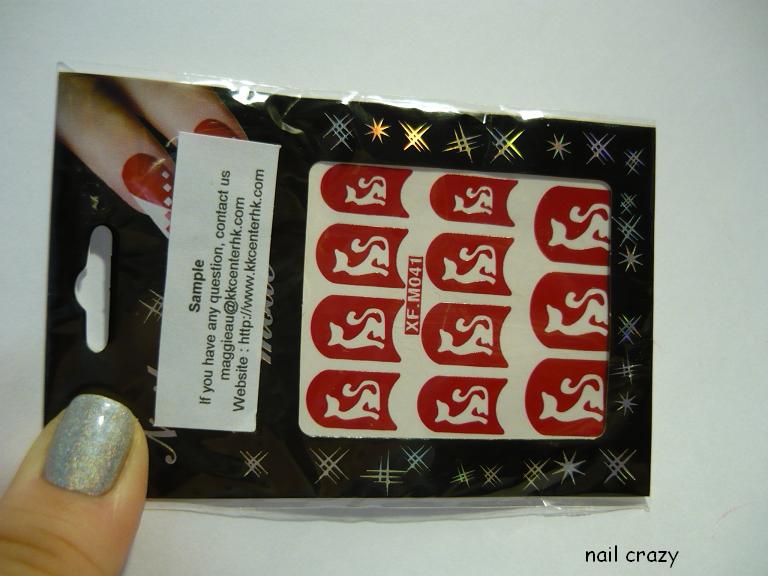 Sample
If you have any question, contact us
maggieau@kkcenterhk.com
Website : http://www.kkcenterhk.com
XF.M041
nail crazy